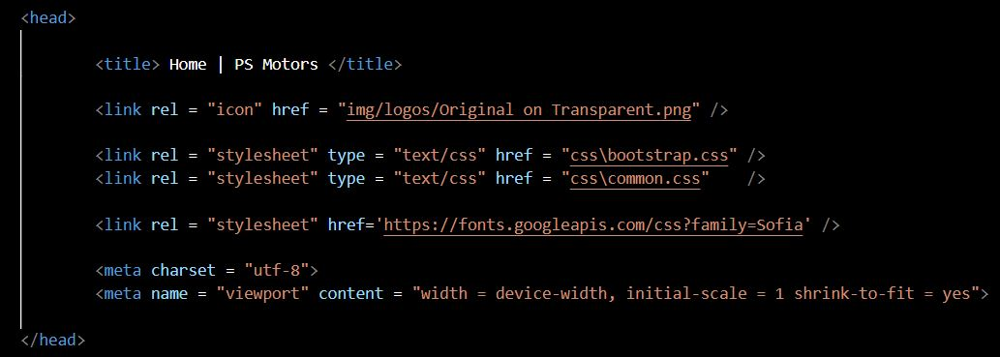 <head>
<title> Home | PS Motors </title>
<link rel = "icon" href = "img/logos/Original on Transparent.png" />
<link rel = "stylesheet" type = "text/css" href = "css\bootstrap.css" />
<link rel = "stylesheet" type = "text/css" href = "css\common.css"    />
<link rel = "stylesheet" href='https://fonts.googleapis.com/css?family=Sofia' />
<meta charset = "utf-8">
<meta name = "viewport" content = "width = device-width, initial-scale = 1 shrink-to-fit = yes">
</head>